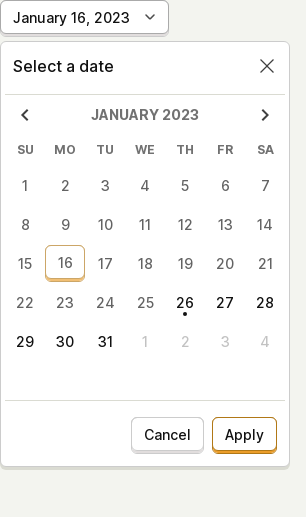 January 16, 2023
Select a date
JANUARY 2023
SU MO TU WE TH FR SA
1 2 3 4 5 6 7
8 9 10 11 12 13 14
15 16 17 18 19 20 21
22 23 24 25 26 27 28
29 30 31 1 2 3 4
Cancel Apply